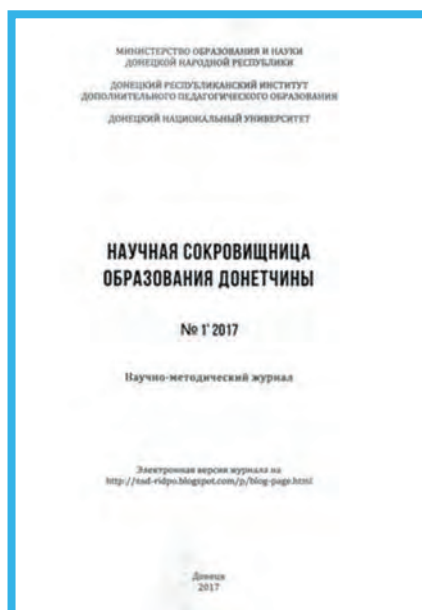 МИНИСТЕРСТВО ОБРАЗОВАНИЯ И НАУКИ
ДОНЕЦКОЙ НАРОДНОЙ РЕСПУБЛИКИ
ДОНЕЦКИЙ РЕСПУБЛИКАНСКИЙ ИНСТИТУТ
ДОПОЛНИТЕЛЬНОГО ПЕДАГОГИЧЕСКОГО ОБРАЗОВАНИЯ
ДОНЕЦКИЙ НАЦИОНАЛЬНЫЙ УНИВЕРСИТЕТ
НАУЧНАЯ СОКРОВИЩНИЦА
ОБРАЗОВАНИЯ ДОНЕТЧИНЫ
№ 1' 2017
Научно-методический журнал
Электронная версия журнала на
http://nsd-ridpo.blogspot.com/p/blog-page.html
Донецк
2017